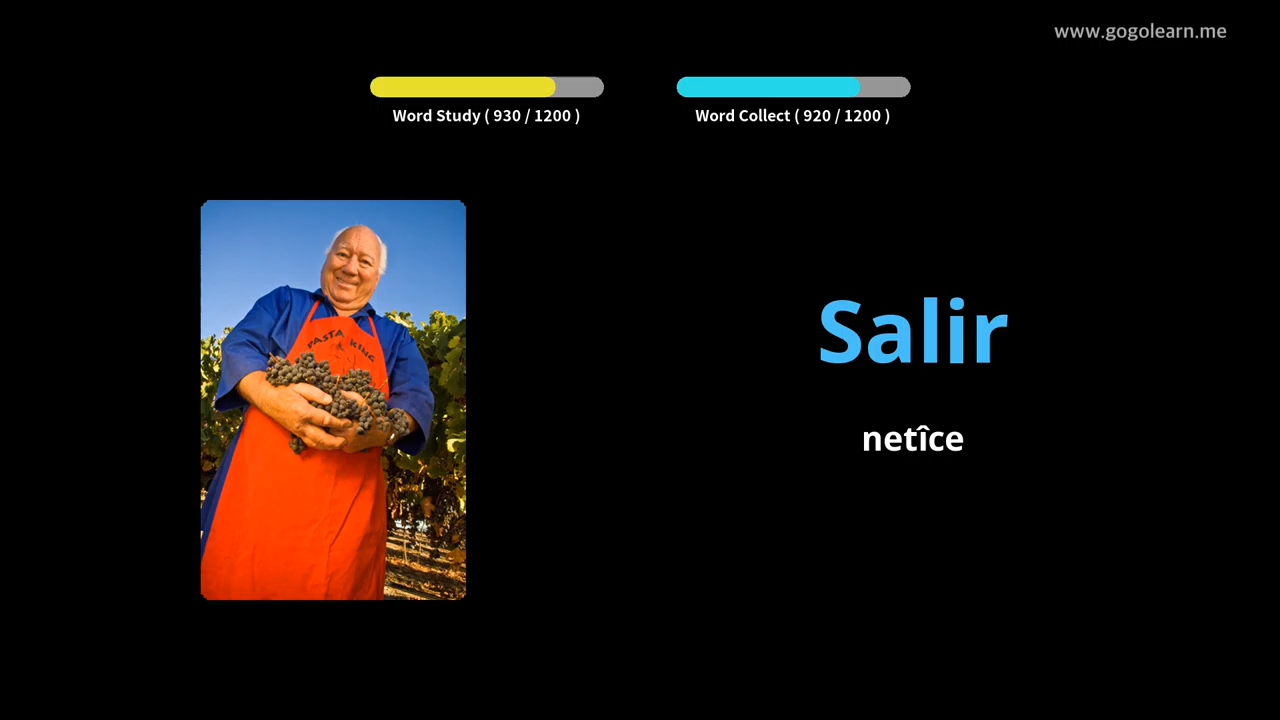 www.gogolearn.me
Word Study ( 930 / 1200 )
Word Collect ( 920 / 1200 )
PASTA KING
Salir
netîce